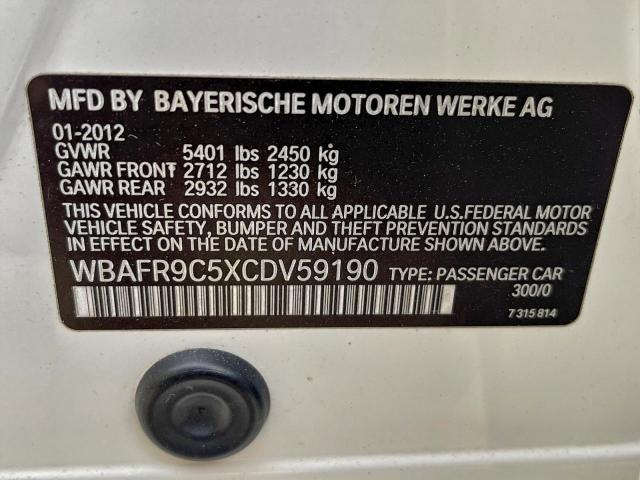 MFD BY BAYERISCHE MOTOREN WERKE AG
01-2012
GVWR 5401 lbs 2450 kg
GAWR FRONT 2712 lbs 1230 kg
GAWR REAR 2932 lbs 1330 kg
THIS VEHICLE CONFORMS TO ALL APPLICABLE U.S.FEDERAL MOTOR
VEHICLE SAFETY, BUMPER AND THEFT PREVENTION STANDARDS
IN EFFECT ON THE DATE OF MANUFACTURE SHOWN ABOVE.
WBAFR9C5XCDV59190 TYPE: PASSENGER CAR
300/0
7 315 814